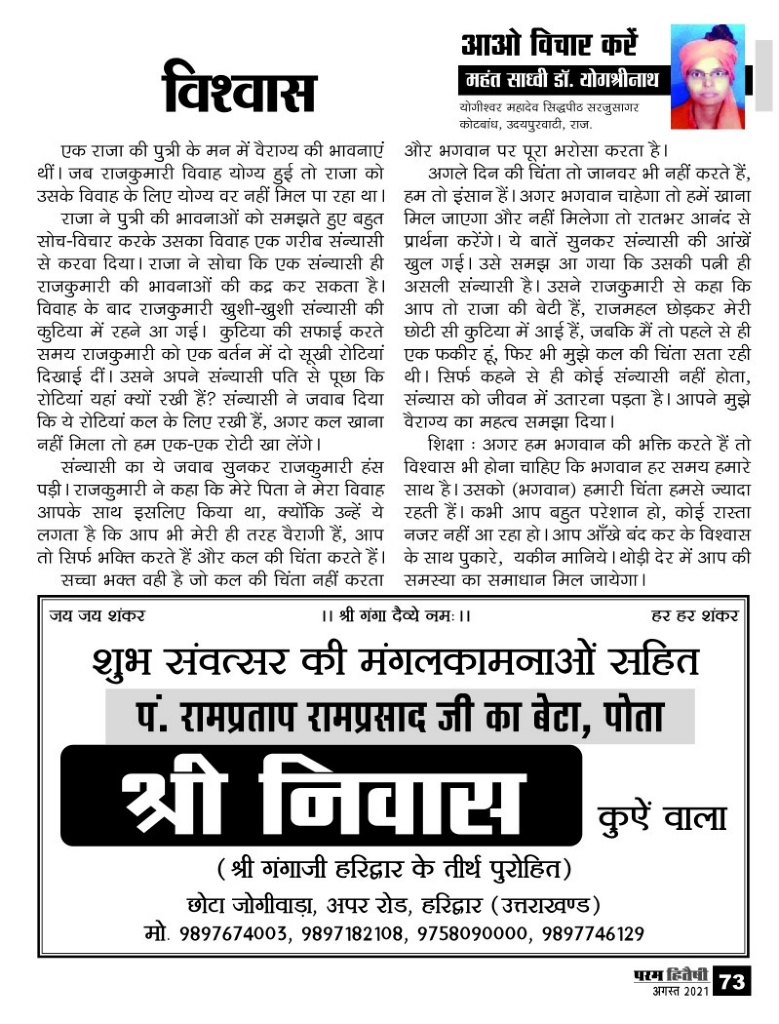 विश्वास
आओ विचार करें
महंत साध्वी डॉ. योगश्रीनाथ
योगीश्वर महादेव सिद्धपीठ सरजुसागर
कोटबांध, उदयपुरवाटी, राज.
एक राजा की पुत्री के मन में वैराग्य की भावनाएं
थीं। जब राजकुमारी विवाह योग्य हुई तो राजा को
उसके विवाह के लिए योग्य वर नहीं मिल पा रहा था।
राजा ने पुत्री की भावनाओं को समझते हुए बहुत
सोच-विचार करके उसका विवाह एक गरीब संन्यासी
से करवा दिया। राजा ने सोचा कि एक संन्यासी ही
राजकुमारी की भावनाओं की कद्र कर सकता है।
विवाह के बाद राजकुमारी खुशी-खुशी संन्यासी की
कुटिया में रहने आ गई। कुटिया की सफाई करते
समय राजकुमारी को एक बर्तन में दो सूखी रोटियां
दिखाई दीं। उसने अपने संन्यासी पति से पूछा कि
रोटियां यहां क्यों रखी हैं? संन्यासी ने जवाब दिया
कि ये रोटियां कल के लिए रखी हैं, अगर कल खाना
नहीं मिला तो हम एक-एक रोटी खा लेंगे।
संन्यासी का ये जवाब सुनकर राजकुमारी हंस
पड़ी। राजकुमारी ने कहा कि मेरे पिता ने मेरा विवाह
आपके साथ इसलिए किया था, क्योंकि उन्हें ये
लगता है कि आप भी मेरी ही तरह वैरागी हैं, आप
तो सिर्फ भक्ति करते हैं और कल की चिंता करते हैं।
सच्चा भक्त वही है जो कल की चिंता नहीं करता
और भगवान पर पूरा भरोसा करता है।
अगले दिन की चिंता तो जानवर भी नहीं करते हैं,
हम तो इंसान हैं। अगर भगवान चाहेगा तो हमें खाना
मिल जाएगा और नहीं मिलेगा तो रातभर आनंद से
प्रार्थना करेंगे। ये बातें सुनकर संन्यासी की आंखें
खुल गई। उसे समझ आ गया कि उसकी पत्नी ही
असली संन्यासी है। उसने राजकुमारी से कहा कि
आप तो राजा की बेटी हैं, राजमहल छोड़कर मेरी
छोटी सी कुटिया में आई हैं, जबकि मैं तो पहले से ही
एक फकीर हूं, फिर भी मुझे कल की चिंता सता रही
थी। सिर्फ कहने से ही कोई संन्यासी नहीं होता,
संन्यास को जीवन में उतारना पड़ता है। आपने मुझे
वैराग्य का महत्व समझा दिया।
शिक्षा : अगर हम भगवान की भक्ति करते हैं तो
विश्वास भी होना चाहिए कि भगवान हर समय हमारे
साथ है। उसको (भगवान) हमारी चिंता हमसे ज्यादा
रहती हैं। कभी आप बहुत परेशान हो, कोई रास्ता
नजर नहीं आ रहा हो। आप आँखे बंद कर के विश्वास
के साथ पुकारे, यकीन मानिये। थोड़ी देर में आप की
समस्या का समाधान मिल जायेगा।
जय जय शंकर
।। श्री गंगा दैव्ये नमः।।
हर हर शंकर
शुभ संवत्सर की मंगलकामनाओं सहित
पं. रामप्रताप रामप्रसाद जी का बेटा, पोता
श्री निवास
कुऐं वाला
(श्री गंगाजी हरिद्वार के तीर्थ पुरोहित)
छोटा जोगीवाड़ा, अपर रोड, हरिद्वार (उत्तराखण्ड)
मो. 9897674003, 9897182108, 9758090000, 9897746129
परम हितैषी
अगस्त 2021
73